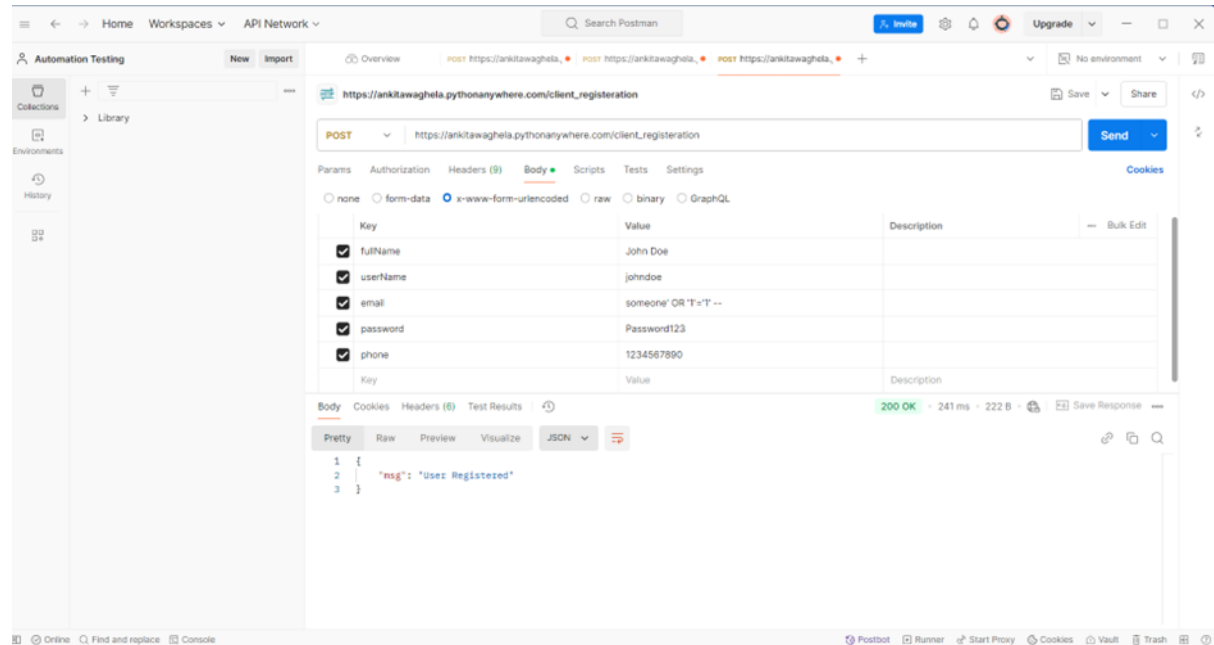 Home Workspaces API Network Search Postman Invite Upgrade
Automation Testing New Import Overview POST https://ankitawaghela. POST https://ankitawaghela. POST https://ankitawaghela. No environment
Collections
Library
Environments
History
https://ankitawaghela.pythonanywhere.com/client_registeration Save Share
POST https://ankitawaghela.pythonanywhere.com/client_registeration Send
Params Authorization Headers (9) Body Scripts Tests Settings Cookies
none form-data x-www-form-urlencoded raw binary GraphQL
Key Value Description Bulk Edit
fullName John Doe
userName johndoe
email someone' OR '1'='1' --
password Password123
phone 1234567890
Key Value Description
Body Cookies Headers (6) Test Results 200 OK 241 ms 222 B Save Response
Pretty Raw Preview Visualize JSON
1 {
2 "msg": "User Registered"
3 }
Online Find and replace Console Postbot Runner Start Proxy Cookies Vault Trash